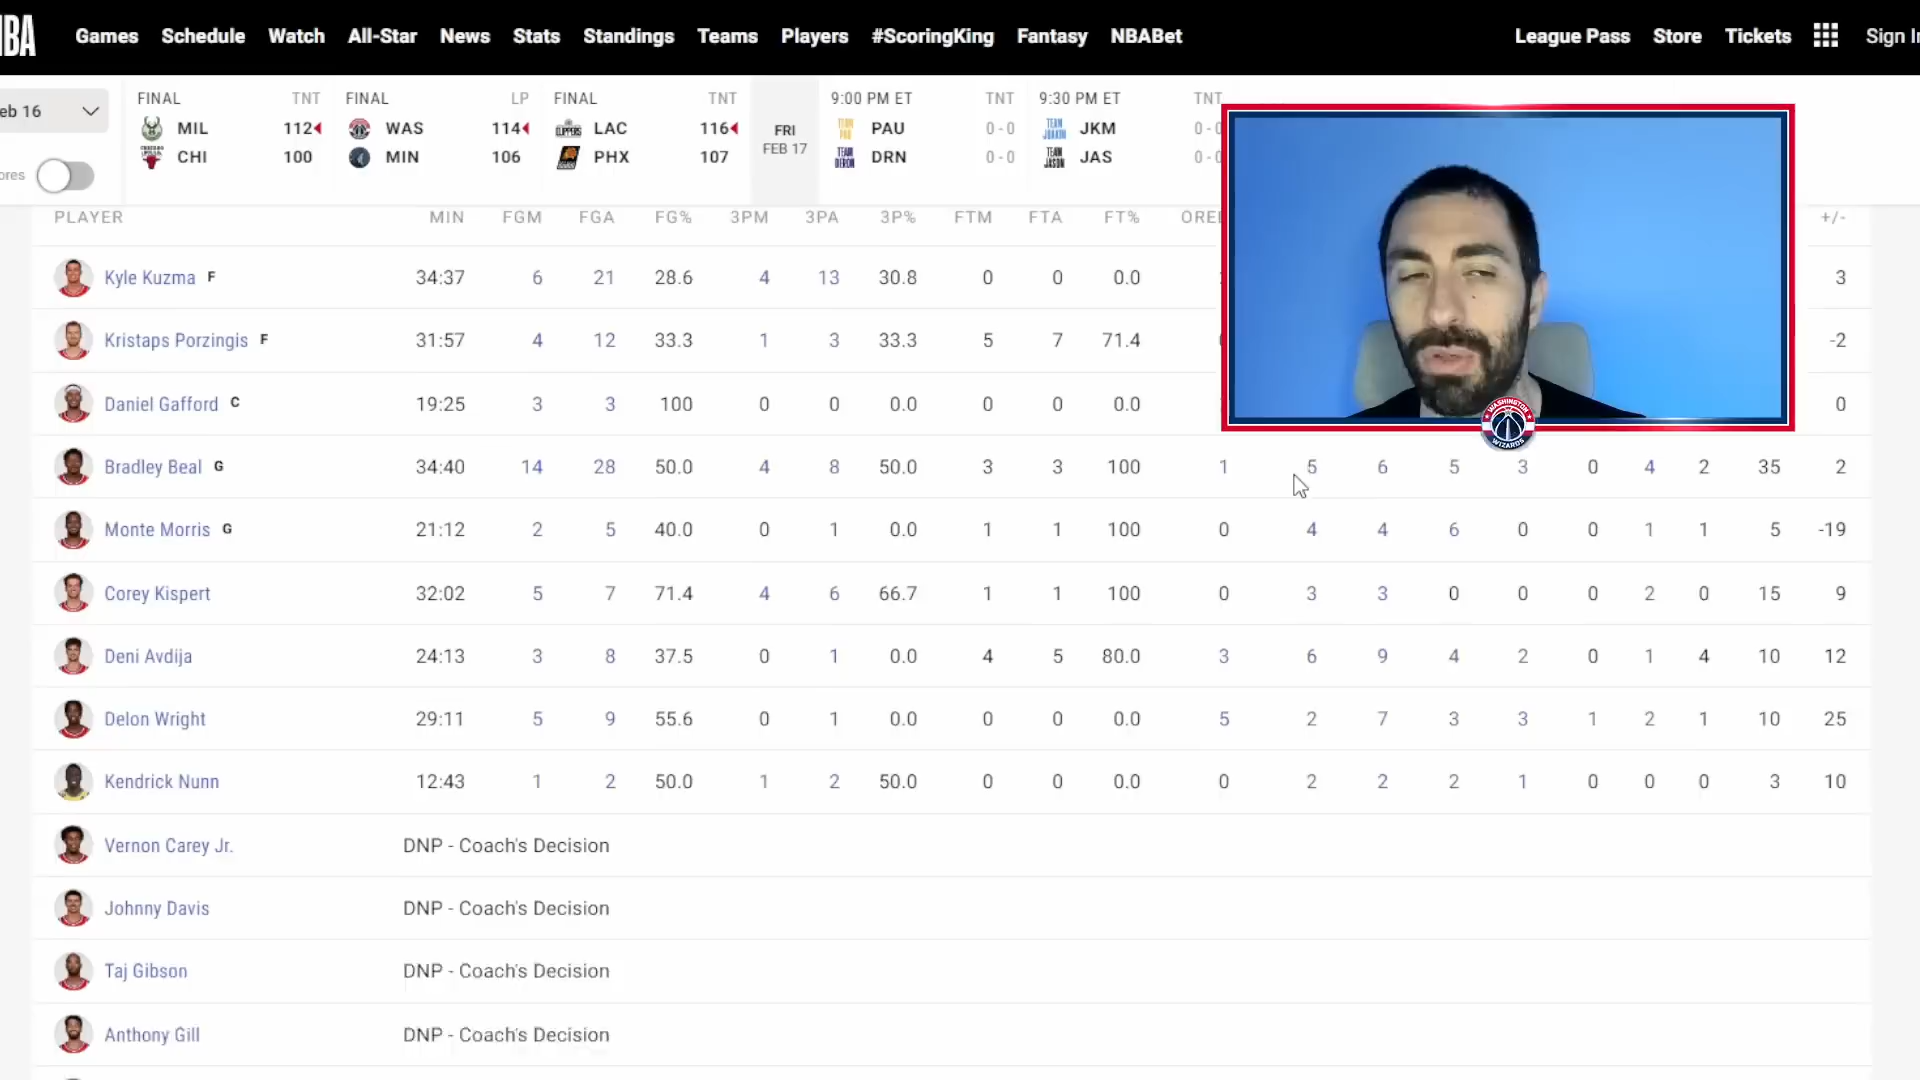 NBA Games Schedule Watch All-Star News Stats Standings Teams Players #ScoringKing Fantasy NBABet League Pass Store Tickets Sign In
eb 16
ores
FINAL TNT
MIL 112
CHI 100
FINAL LP
WAS 114
MIN 106
FINAL TNT
LAC 116
PHX 107
FRI
FEB 17
9:00 PM ET TNT
PAU 0 - 0
DRN 0 - 0
9:30 PM ET TNT
JKM 0 - 0
JAS 0 - 0
PLAYER MIN FGM FGA FG% 3PM 3PA 3P% FTM FTA FT% OREB +/-
Kyle Kuzma F 34:37 6 21 28.6 4 13 30.8 0 0 0.0 3
Kristaps Porzingis F 31:57 4 12 33.3 1 3 33.3 5 7 71.4 -2
Daniel Gafford C 19:25 3 3 100 0 0 0.0 0 0 0.0 0
WASHINGTON
WIZARDS
Bradley Beal G 34:40 14 28 50.0 4 8 50.0 3 3 100 1 5 6 5 3 0 4 2 35 2
Monte Morris G 21:12 2 5 40.0 0 1 0.0 1 1 100 0 4 4 6 0 0 1 1 5 -19
Corey Kispert 32:02 5 7 71.4 4 6 66.7 1 1 100 0 3 3 0 0 0 2 0 15 9
Deni Avdija 24:13 3 8 37.5 0 1 0.0 4 5 80.0 3 6 9 4 2 0 1 4 10 12
Delon Wright 29:11 5 9 55.6 0 1 0.0 0 0 0.0 5 2 7 3 3 1 2 1 10 25
Kendrick Nunn 12:43 1 2 50.0 1 2 50.0 0 0 0.0 0 2 2 2 1 0 0 0 3 10
Vernon Carey Jr. DNP - Coach's Decision
Johnny Davis DNP - Coach's Decision
Taj Gibson DNP - Coach's Decision
Anthony Gill DNP - Coach's Decision